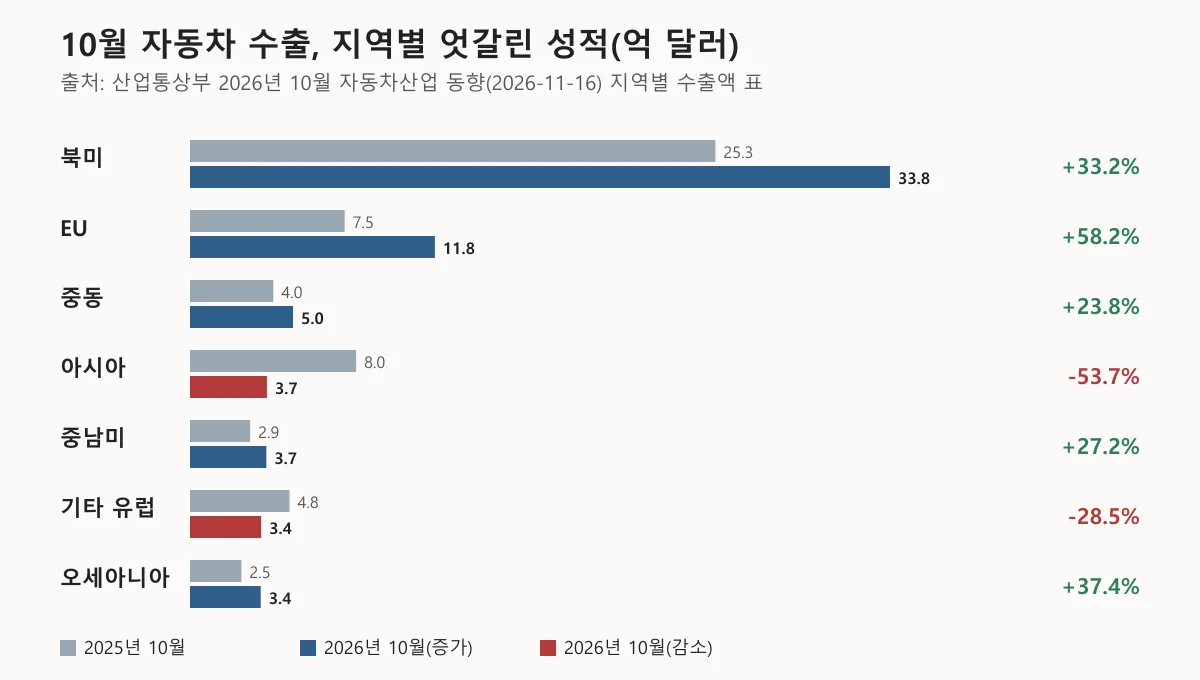 10월 자동차 수출, 지역별 엇갈린 성적(억 달러)
출처: 산업통상부 2026년 10월 자동차산업 동향(2026-11-16) 지역별 수출액 표
북미
25.3
33.8
+33.2%
EU
7.5
11.8
+58.2%
중동
4.0
5.0
+23.8%
아시아
8.0
3.7
-53.7%
중남미
2.9
3.7
+27.2%
기타 유럽
4.8
3.4
-28.5%
오세아니아
2.5
3.4
+37.4%
2025년 10월
2026년 10월(증가)
2026년 10월(감소)